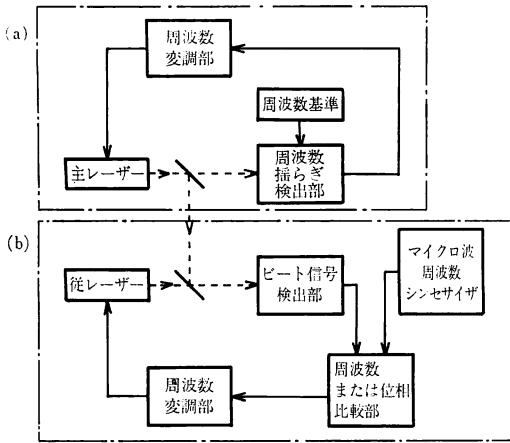 (a)
周波数
変調部
周波数基準
主レーザー
周波数
揺らぎ
検出部
(b)
従レーザー
ビート信号
検出部
マイクロ波
周波数
シンセサイザ
周波数
変調部
周波数
または位相
比較部